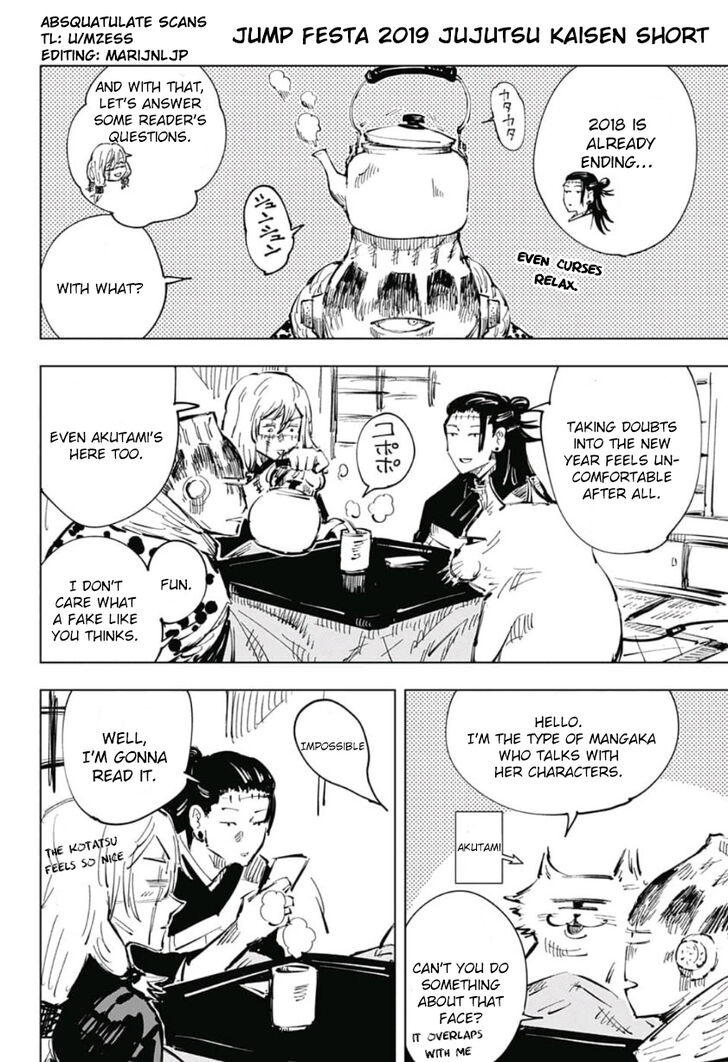 ABSQUATULATE SCANS
TL: U/MZESS
EDITING: MARIJNLJP
JUMP FESTA 2019 JUJUTSU KAISEN SHORT
2018 IS
ALREADY
ENDING...
カタカタ
EVEN CURSES
RELAX.
AND WITH THAT,
LET'S ANSWER
SOME READER'S
QUESTIONS.
シュンシュン
WITH WHAT?
TAKING DOUBTS
INTO THE NEW
YEAR FEELS UN-
COMFORTABLE
AFTER ALL.
コポポ
EVEN AKUTAMI'S
HERE TOO.
FUN.
I DON'T
CARE WHAT
A FAKE LIKE
YOU THINKS.
WELL,
I'M GONNA
READ IT.
IMPOSSIBLE
THE KOTATSU
FEELS SO NICE
HELLO.
I'M THE TYPE OF MANGAKA
WHO TALKS WITH
HER CHARACTERS.
AKUTAMI
CAN'T YOU DO
SOMETHING
ABOUT THAT
FACE?
IT OVERLAPS
WITH ME